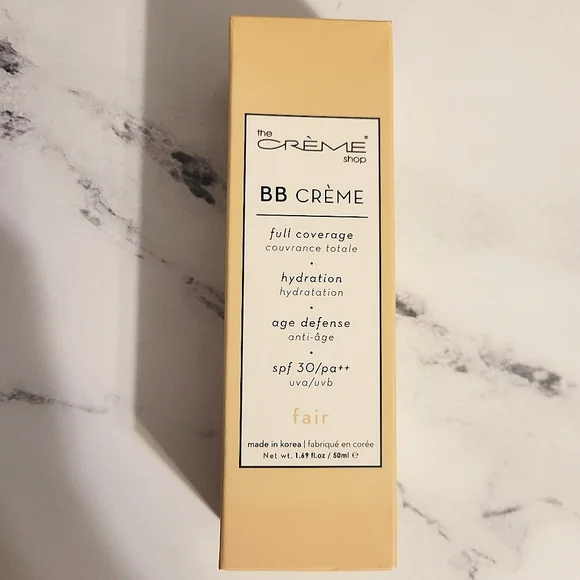 the
CRÈME®
shop
BB CRÈME
full coverage
couvrance totale
•
hydration
hydratation
•
age defense
anti-âge
•
spf 30/pa++
uva/uvb
fair
made in korea | fabriqué en corée
Net wt. 1.69 fl.oz / 50ml ℮